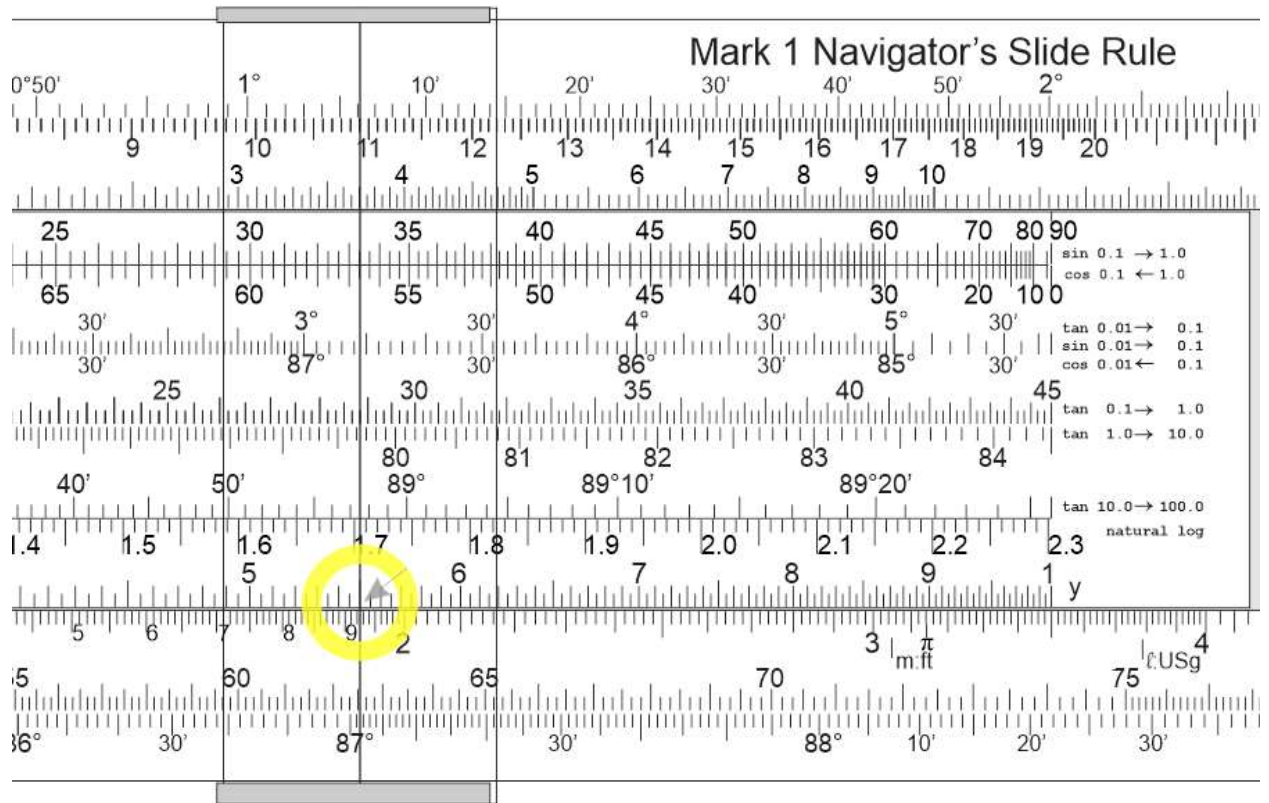 Mark 1 Navigator's Slide Rule
0°50' 1° 10' 20' 30' 40' 50' 2°
9 10 11 12 13 14 15 16 17 18 19 20
3 4 5 6 7 8 9 10
25 30 35 40 45 50 60 70 80 90
sin 0.1 → 1.0
cos 0.1 ← 1.0
65 60 55 50 45 40 30 20 10 0
30' 3° 30' 4° 30' 5° 30'
tan 0.01→ 0.1
sin 0.01→ 0.1
30' 87° 30' 86° 30' 85° 30'
cos 0.01← 0.1
25 30 35 40 45
tan 0.1→ 1.0
tan 1.0→ 10.0
80 81 82 83 84
40' 50' 89° 89°10' 89°20'
tan 10.0→ 100.0
natural log
1.4 1.5 1.6 1.7 1.8 1.9 2.0 2.1 2.2 2.3
5 6 7 8 9 1 y
5 6 7 8 9 2 3 π 4
m:ft ℓ:USg
55 60 65 70 75
86° 30' 87° 30' 88° 10' 20' 30'